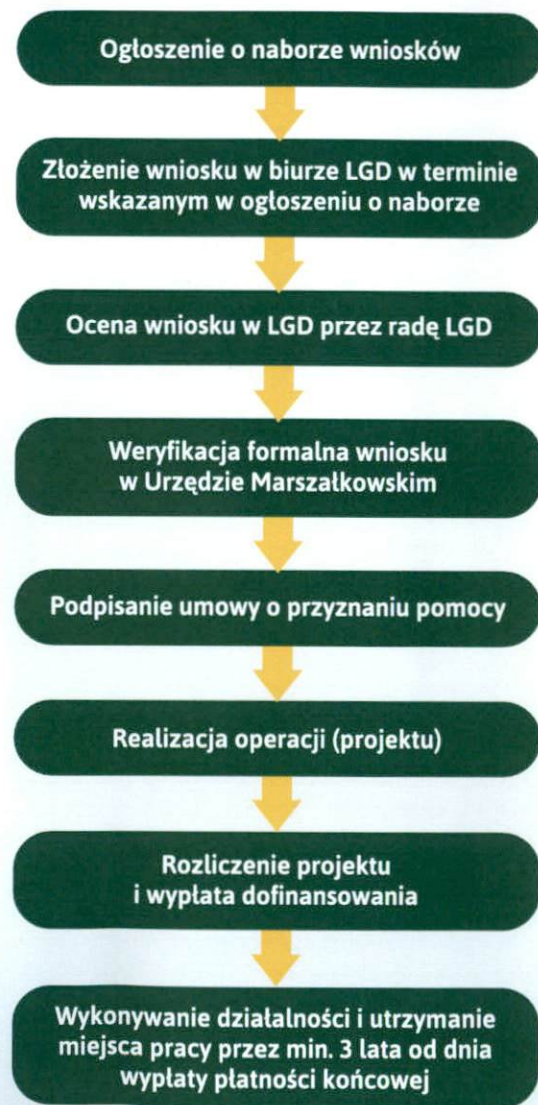 Ogłoszenie o naborze wniosków
Złożenie wniosku w biurze LGD w terminie
wskazanym w ogłoszeniu o naborze
Ocena wniosku w LGD przez radę LGD
Weryfikacja formalna wniosku
w Urzędzie Marszałkowskim
Podpisanie umowy o przyznaniu pomocy
Realizacja operacji (projektu)
Rozliczenie projektu
i wypłata dofinansowania
Wykonywanie działalności i utrzymanie
miejsca pracy przez min. 3 lata od dnia
wypłaty płatności końcowej